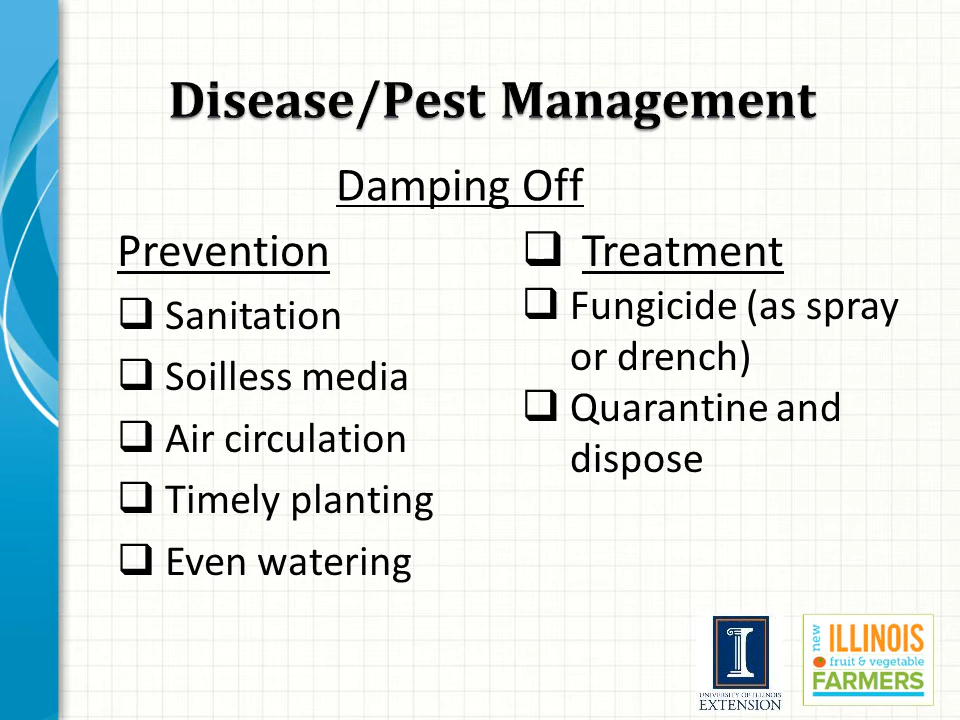 Disease/Pest Management
Damping Off
Prevention
❑ Sanitation
❑ Soilless media
❑ Air circulation
❑ Timely planting
❑ Even watering
❑ Treatment
❑ Fungicide (as spray
or drench)
❑ Quarantine and
dispose
I
UNIVERSITY OF ILLINOIS
EXTENSION
new
ILLINOIS
fruit & vegetable
FARMERS